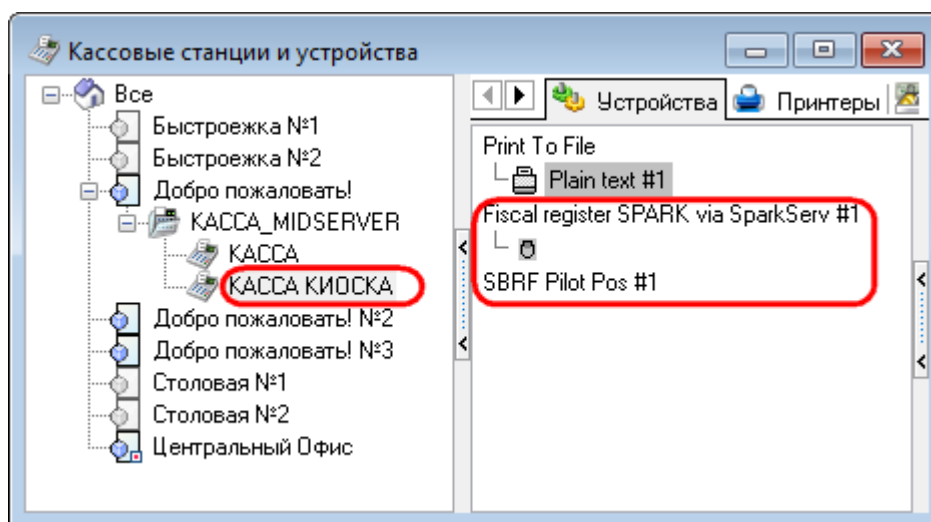 Кассовые станции и устройства
Все
Быстроежка №1
Быстроежка №2
Добро пожаловать!
КАССА_MIDSERVER
КАССА
КАССА КИОСКА
Добро пожаловать! №2
Добро пожаловать! №3
Столовая №1
Столовая №2
Центральный Офис
Устройства
Принтеры
Print To File
Plain text #1
Fiscal register SPARK via SparkServ #1
SBRF Pilot Pos #1